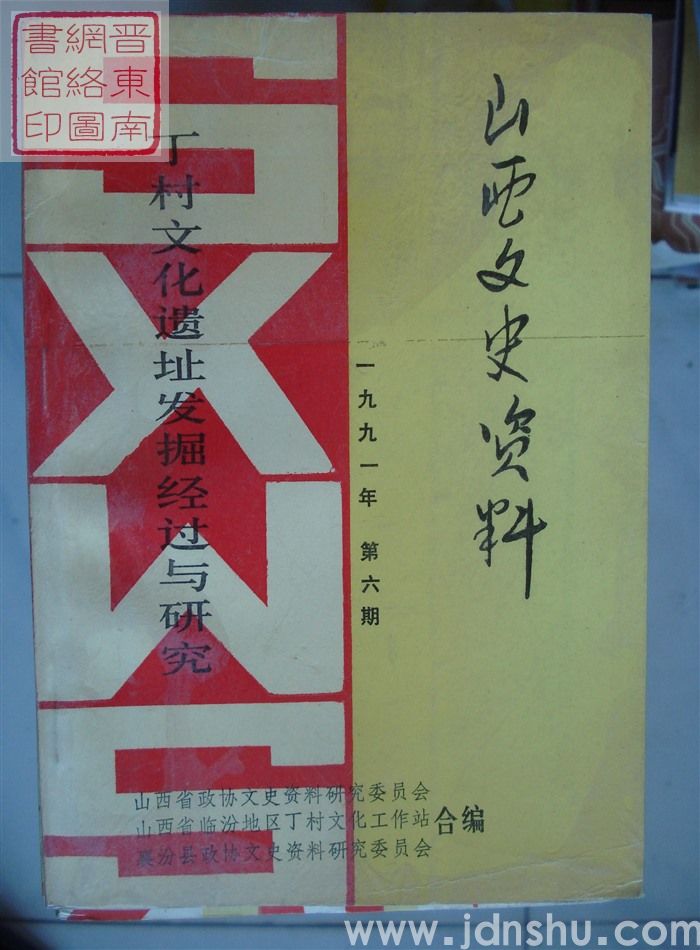 晋东南
網絡圖
書館印
山西文史资料
一九九一年 第六期
丁村文化遗址发掘经过与研究
SXWS
山西省政协文史资料研究委员会
山西省临汾地区丁村文化工作站
襄汾县政协文史资料研究委员会
合编
www.jdnshu.com